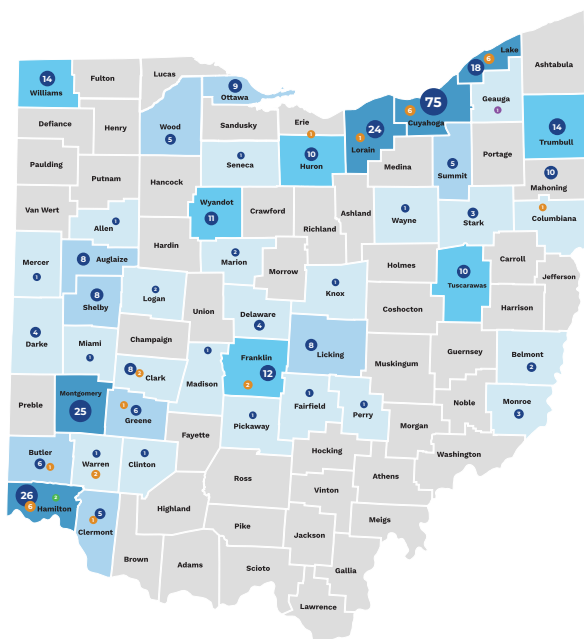 Lake
6
18
Ashtabula
Lucas
14
Williams
Fulton
9
Ottawa
75
6
Cuyahoga
Geauga
1
Defiance
Henry
Wood
5
Sandusky
Erie
1
24
1
Lorain
14
Trumbull
Paulding
Putnam
Hancock
1
Seneca
10
Huron
Medina
5
Summit
Portage
10
Mahoning
Van Wert
Allen
1
Wyandot
11
Crawford
Richland
Ashland
1
Wayne
3
Stark
1
Columbiana
Mercer
1
8
Auglaize
Hardin
2
Marion
Morrow
Holmes
10
Tuscarawas
Carroll
Jefferson
8
Shelby
2
Logan
Union
1
Knox
Coshocton
Harrison
4
Darke
Miami
1
Champaign
Delaware
4
8
Licking
Muskingum
Guernsey
Belmont
2
8
2
Clark
1
Madison
Franklin
12
2
Preble
Montgomery
25
1
6
Greene
1
Pickaway
1
Fairfield
1
Perry
Morgan
Noble
Monroe
3
Fayette
Washington
Butler
6
1
1
Warren
2
1
Clinton
Hocking
Ross
Athens
Vinton
26
6
Hamilton
5
1
Clermont
Highland
Pike
Jackson
Meigs
Brown
Adams
Scioto
Gallia
Lawrence